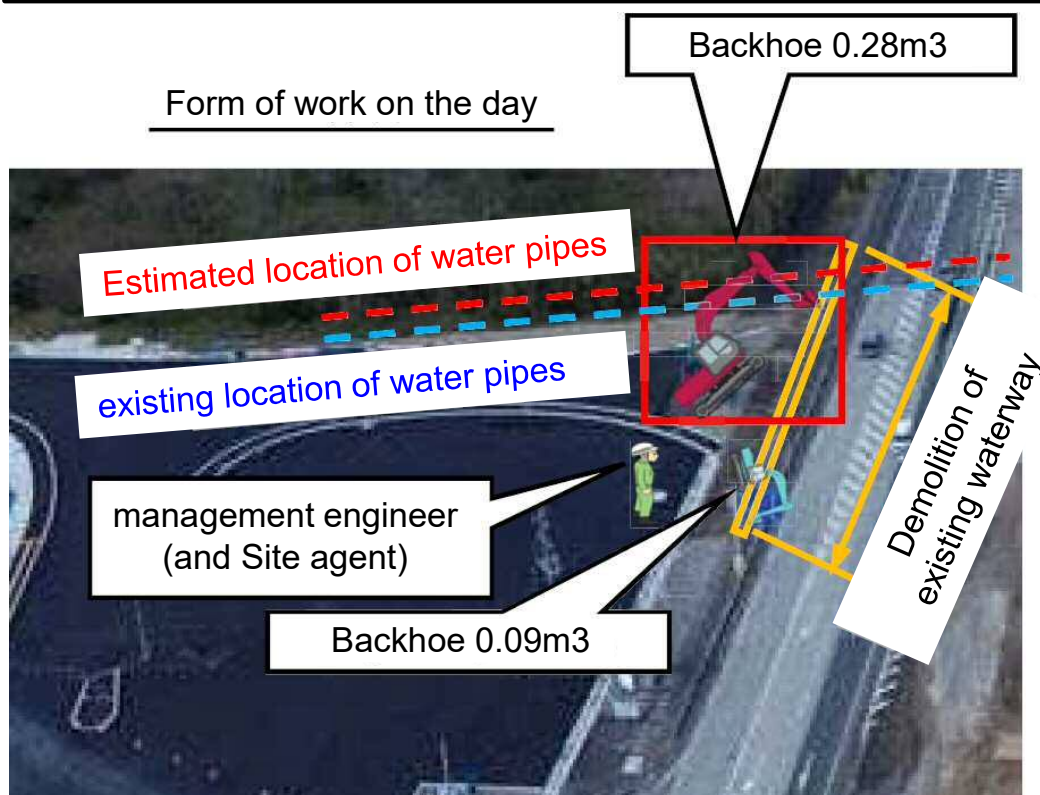 Backhoe 0.28m3
Form of work on the day
Estimated location of water pipes
existing location of water pipes
management engineer
(and Site agent)
Backhoe 0.09m3
Demolition of
existing waterway